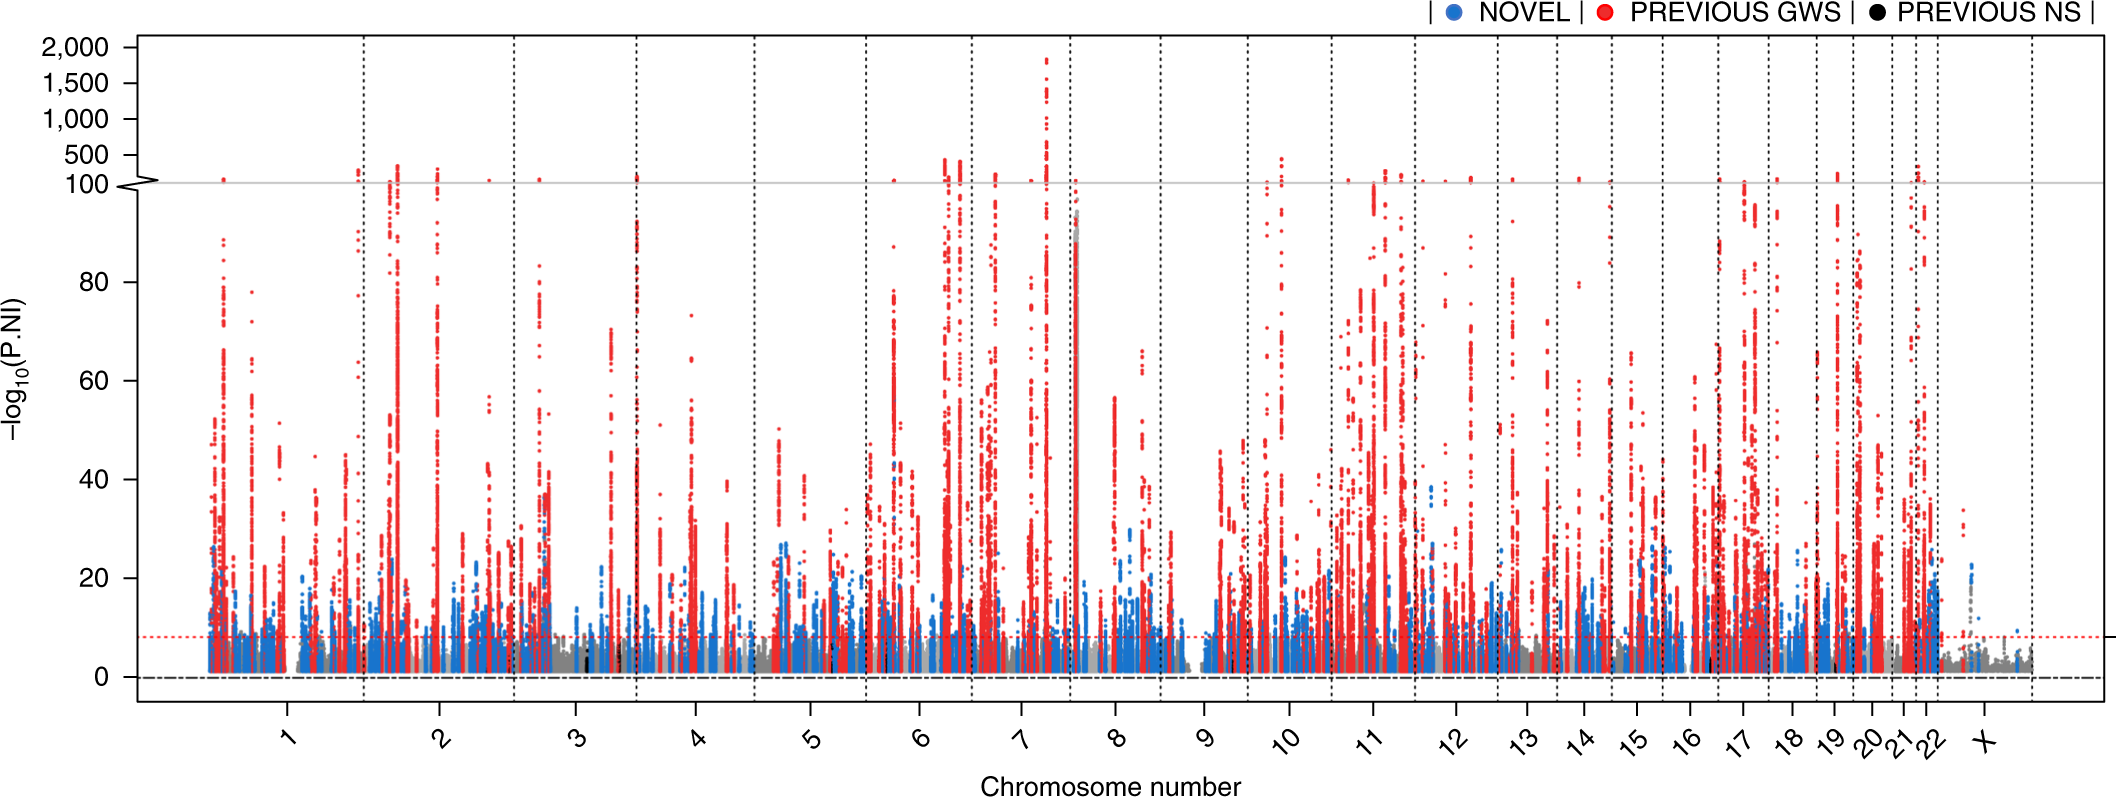 | ● NOVEL | ● PREVIOUS GWS | ● PREVIOUS NS |
2,000
1,500
1,000
500
100
80
60
40
20
0
–log10(P.NI)
1 2 3 4 5 6 7 8 9 10 11 12 13 14 15 16 17 18 19 20 21 22 X
Chromosome number